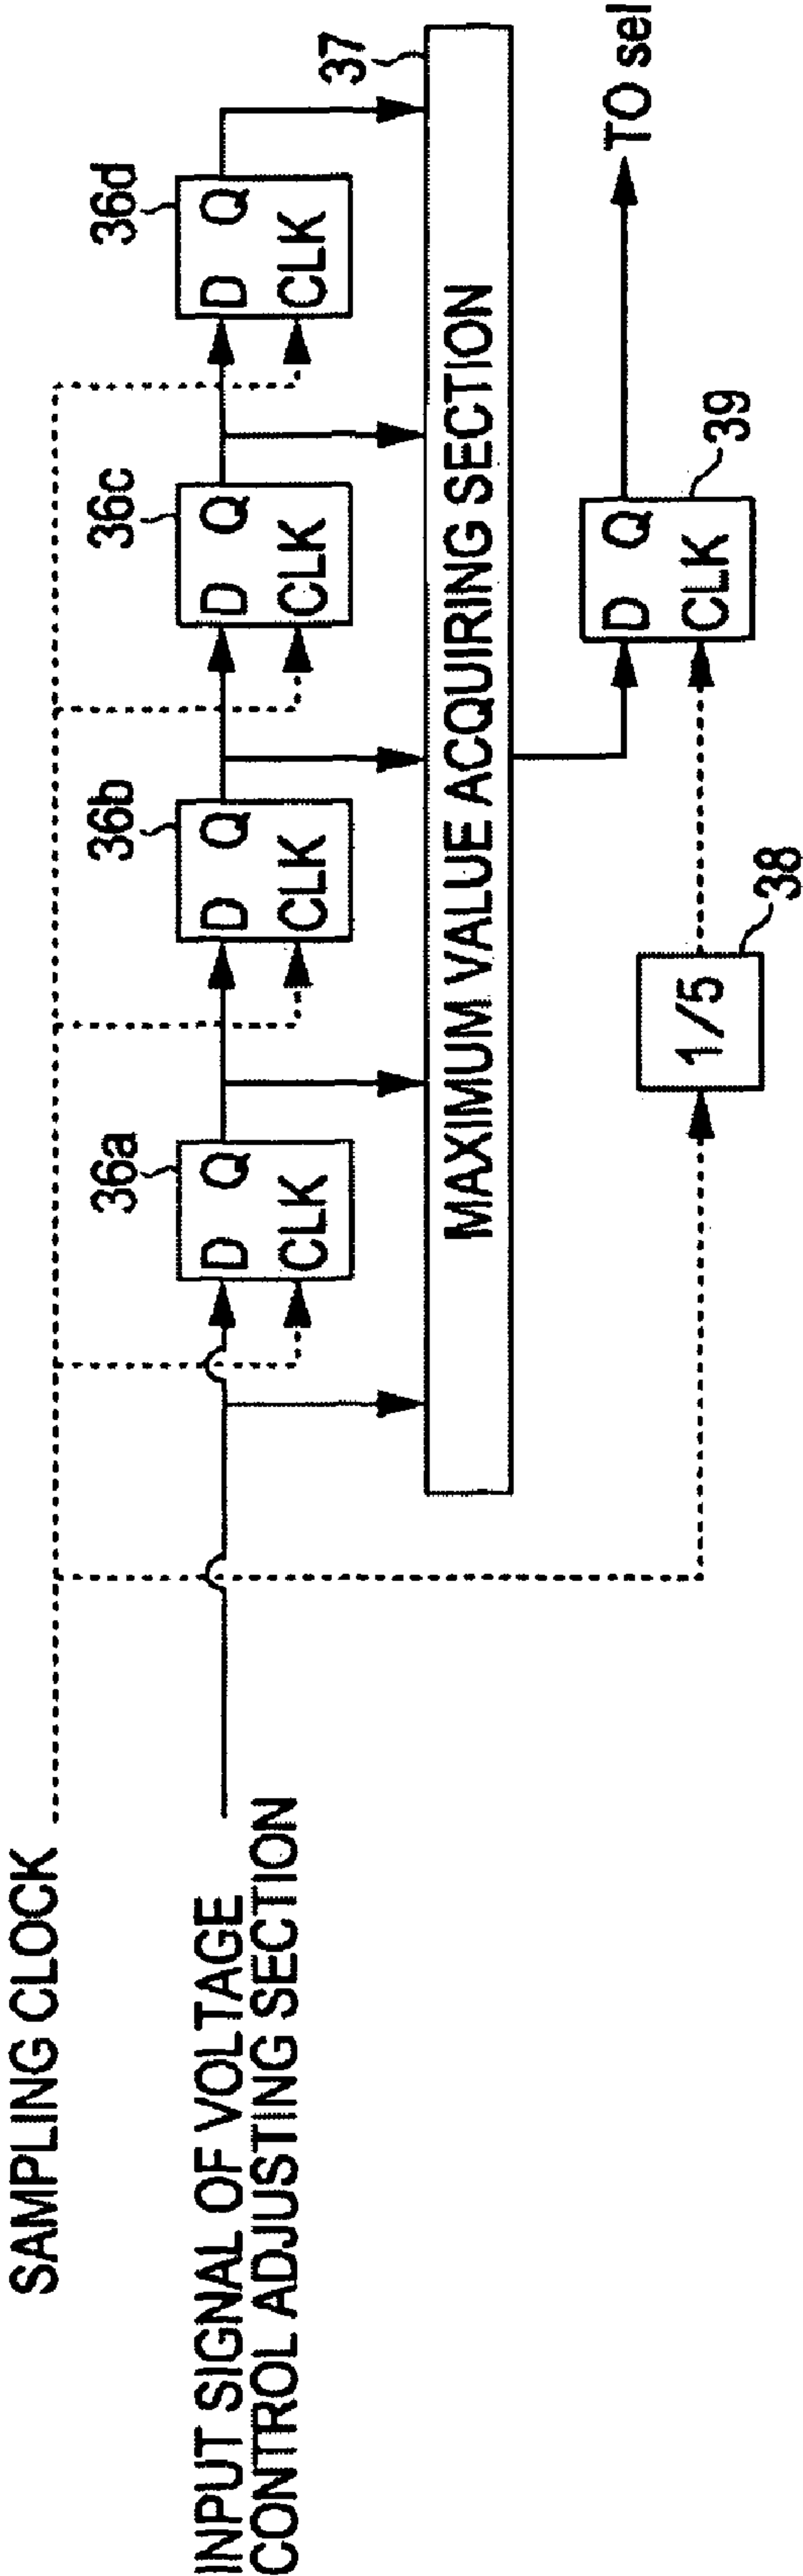 SAMPLING CLOCK
INPUT SIGNAL OF VOLTAGE
CONTROL ADJUSTING SECTION
36a
D Q
CLK
36b
D Q
CLK
36c
D Q
CLK
36d
D Q
CLK
37
MAXIMUM VALUE ACQUIRING SECTION
1/5
38
D Q
CLK
39
TO sel